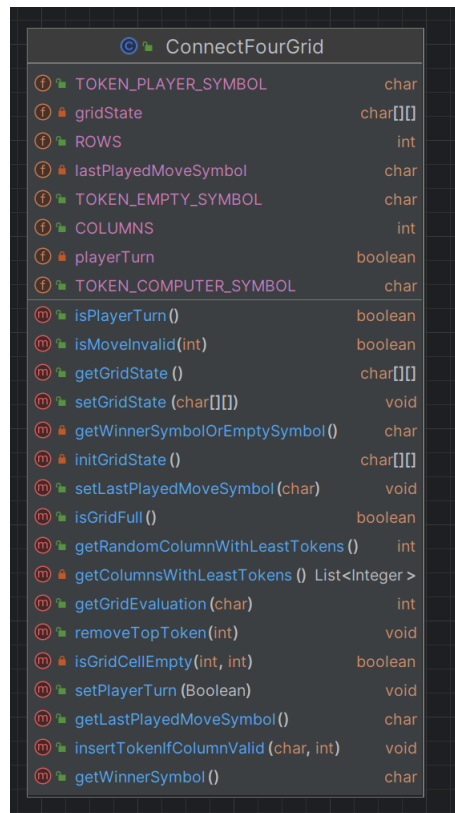 C ConnectFourGrid
f TOKEN_PLAYER_SYMBOL char
f gridState char[][]
f ROWS int
f lastPlayedMoveSymbol char
f TOKEN_EMPTY_SYMBOL char
f COLUMNS int
f playerTurn boolean
f TOKEN_COMPUTER_SYMBOL char
m isPlayerTurn() boolean
m isMoveInvalid(int) boolean
m getGridState() char[][]
m setGridState(char[][]) void
m getWinnerSymbolOrEmptySymbol() char
m initGridState() char[][]
m setLastPlayedMoveSymbol(char) void
m isGridFull() boolean
m getRandomColumnWithLeastTokens() int
m getColumnsWithLeastTokens() List<Integer>
m getGridEvaluation(char) int
m removeTopToken(int) void
m isGridCellEmpty(int, int) boolean
m setPlayerTurn(Boolean) void
m getLastPlayedMoveSymbol() char
m insertTokenIfColumnValid(char, int) void
m getWinnerSymbol() char